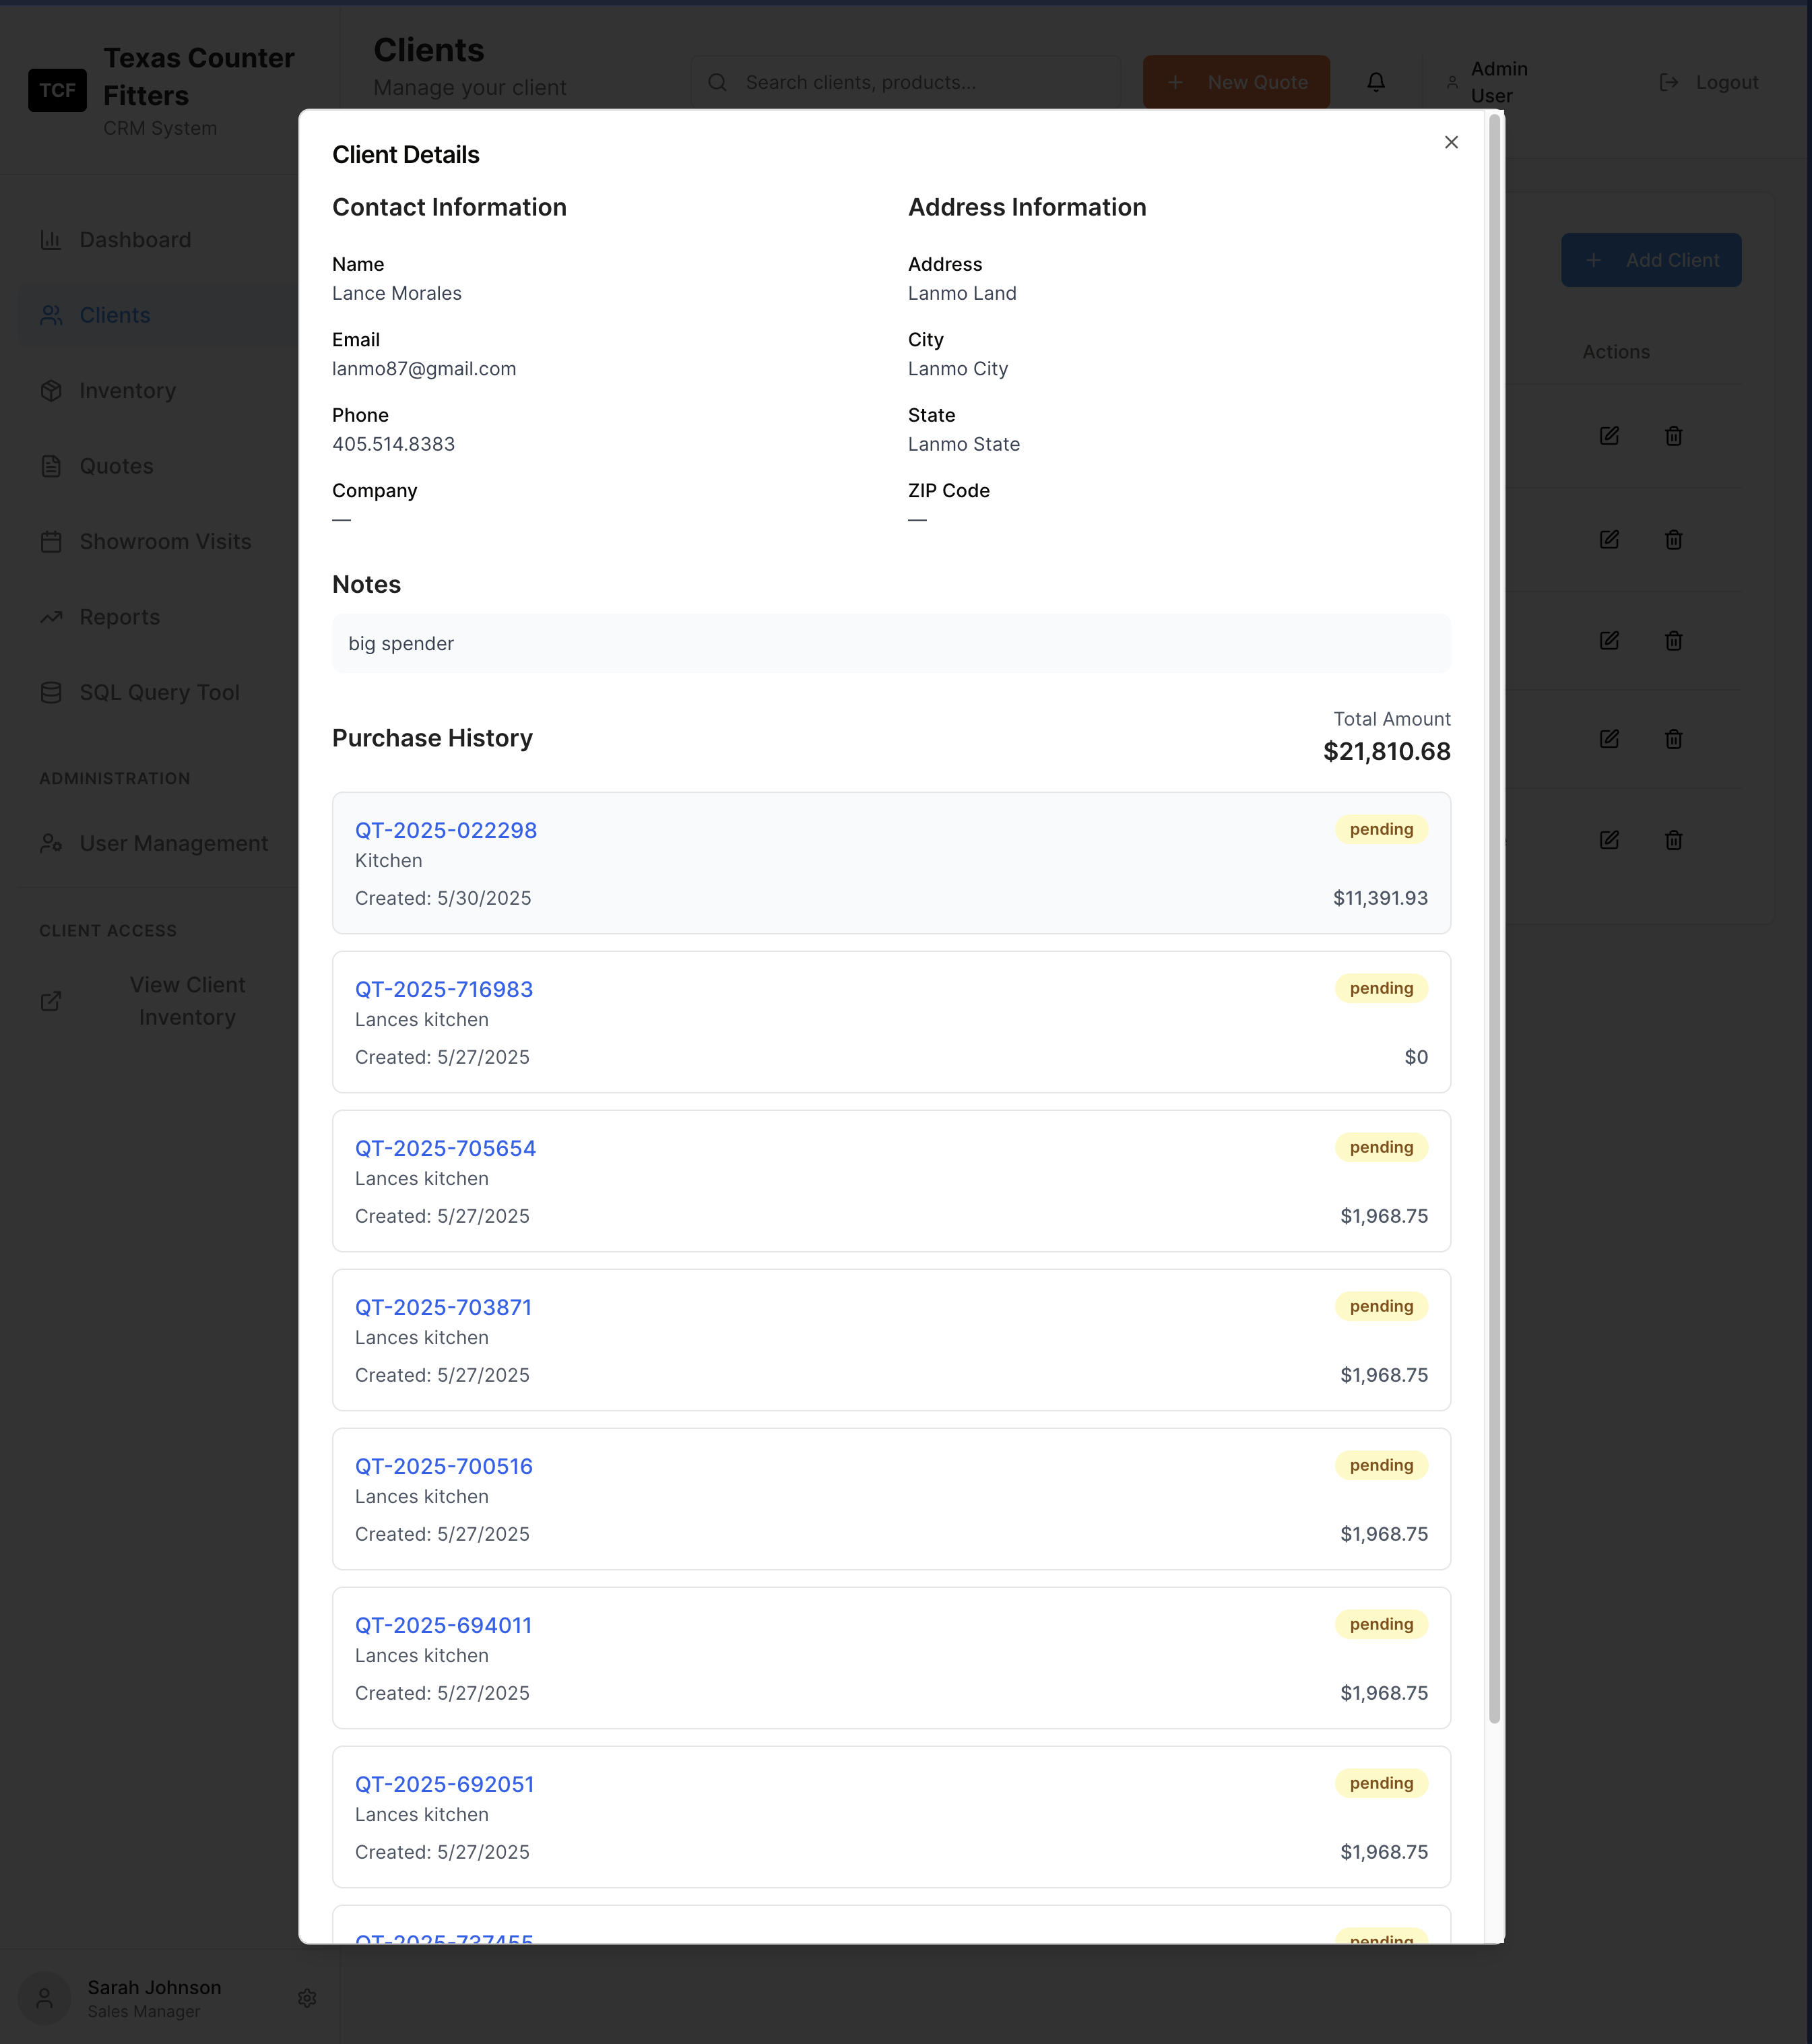 TCF
Texas Counter
Fitters
CRM System
Clients
Manage your client
Search clients, products...
New Quote
Admin
User
Logout
Dashboard
Clients
Inventory
Quotes
Showroom Visits
Reports
SQL Query Tool
ADMINISTRATION
User Management
CLIENT ACCESS
View Client
Inventory
Sarah Johnson
Sales Manager
Add Client
Actions
Client Details
Contact Information
Name
Lance Morales
Email
lanmo87@gmail.com
Phone
405.514.8383
Company
—
Address Information
Address
Lanmo Land
City
Lanmo City
State
Lanmo State
ZIP Code
—
Notes
big spender
Purchase History
Total Amount
$21,810.68
QT-2025-022298
pending
Kitchen
Created: 5/30/2025
$11,391.93
QT-2025-716983
pending
Lances kitchen
Created: 5/27/2025
$0
QT-2025-705654
pending
Lances kitchen
Created: 5/27/2025
$1,968.75
QT-2025-703871
pending
Lances kitchen
Created: 5/27/2025
$1,968.75
QT-2025-700516
pending
Lances kitchen
Created: 5/27/2025
$1,968.75
QT-2025-694011
pending
Lances kitchen
Created: 5/27/2025
$1,968.75
QT-2025-692051
pending
Lances kitchen
Created: 5/27/2025
$1,968.75
QT-2025-737455
pending